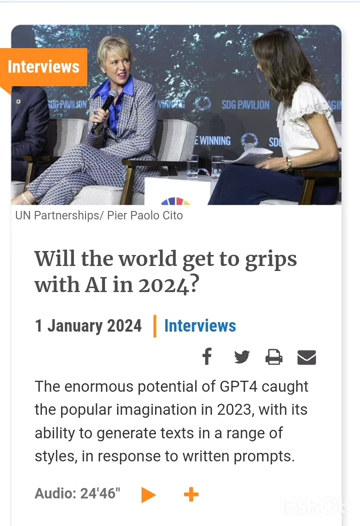 Interviews
SDG PAVILION
SDG PAVILION
WINNING
WINNING
UN Partnerships/ Pier Paolo Cito
Will the world get to grips
with AI in 2024?
1 January 2024 | Interviews
The enormous potential of GPT4 caught
the popular imagination in 2023, with its
ability to generate texts in a range of
styles, in response to written prompts.
Audio: 24'46"